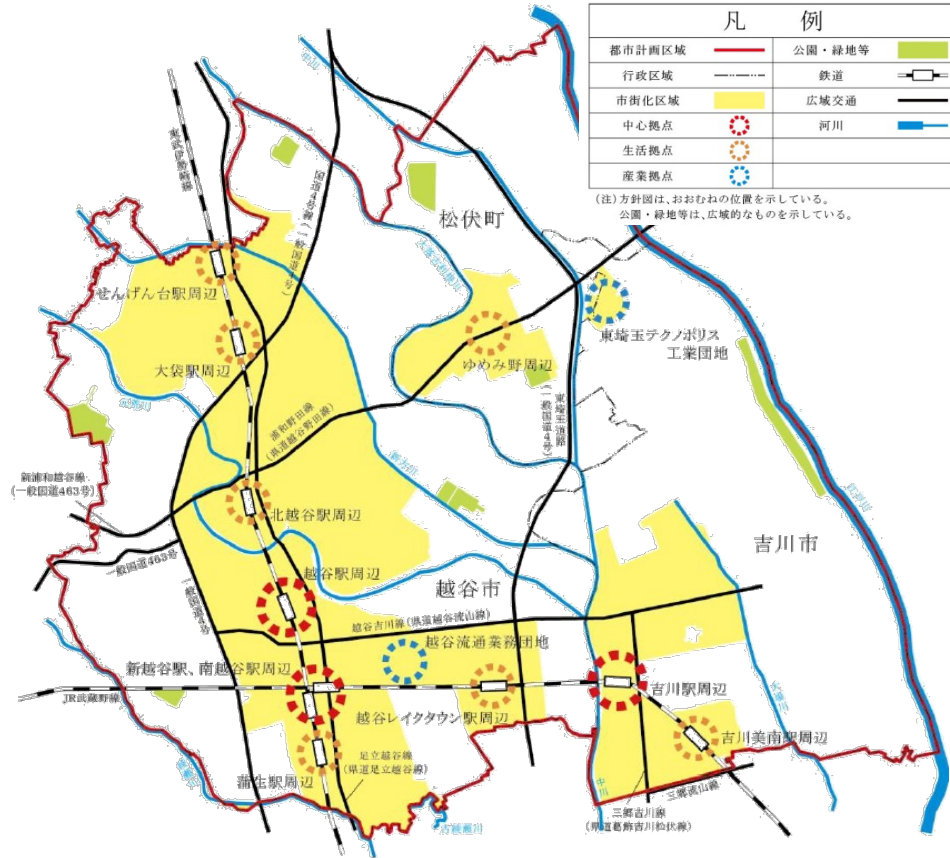 凡　例
都市計画区域
公園・緑地等
行政区域
鉄道
市街化区域
広域交通
中心拠点
河川
生活拠点
産業拠点
(注)方針図は、おおむねの位置を示している。
公園・緑地等は、広域的なものを示している。
松伏町
国道4号線(一般国道4号)
せんげん台駅周辺
大袋駅周辺
ゆめみ野周辺
東埼玉テクノポリス
工業団地
東埼玉道路
(一般国道4号)
浦和野田線
(県道越谷野田線)
新浦和越谷線
(一般国道463号)
一般国道463号
一般国道4号
北越谷駅周辺
越谷駅周辺
越谷市
吉川市
越谷吉川線(県道越谷流山線)
越谷流通業務団地
新越谷駅、南越谷駅周辺
JR武蔵野線
吉川駅周辺
越谷レイクタウン駅周辺
吉川美南駅周辺
蒲生駅周辺
足立越谷線
(県道足立越谷線)
中川
三郷流山線
三郷吉川線
(県道葛飾吉川松伏線)
古綾瀬川